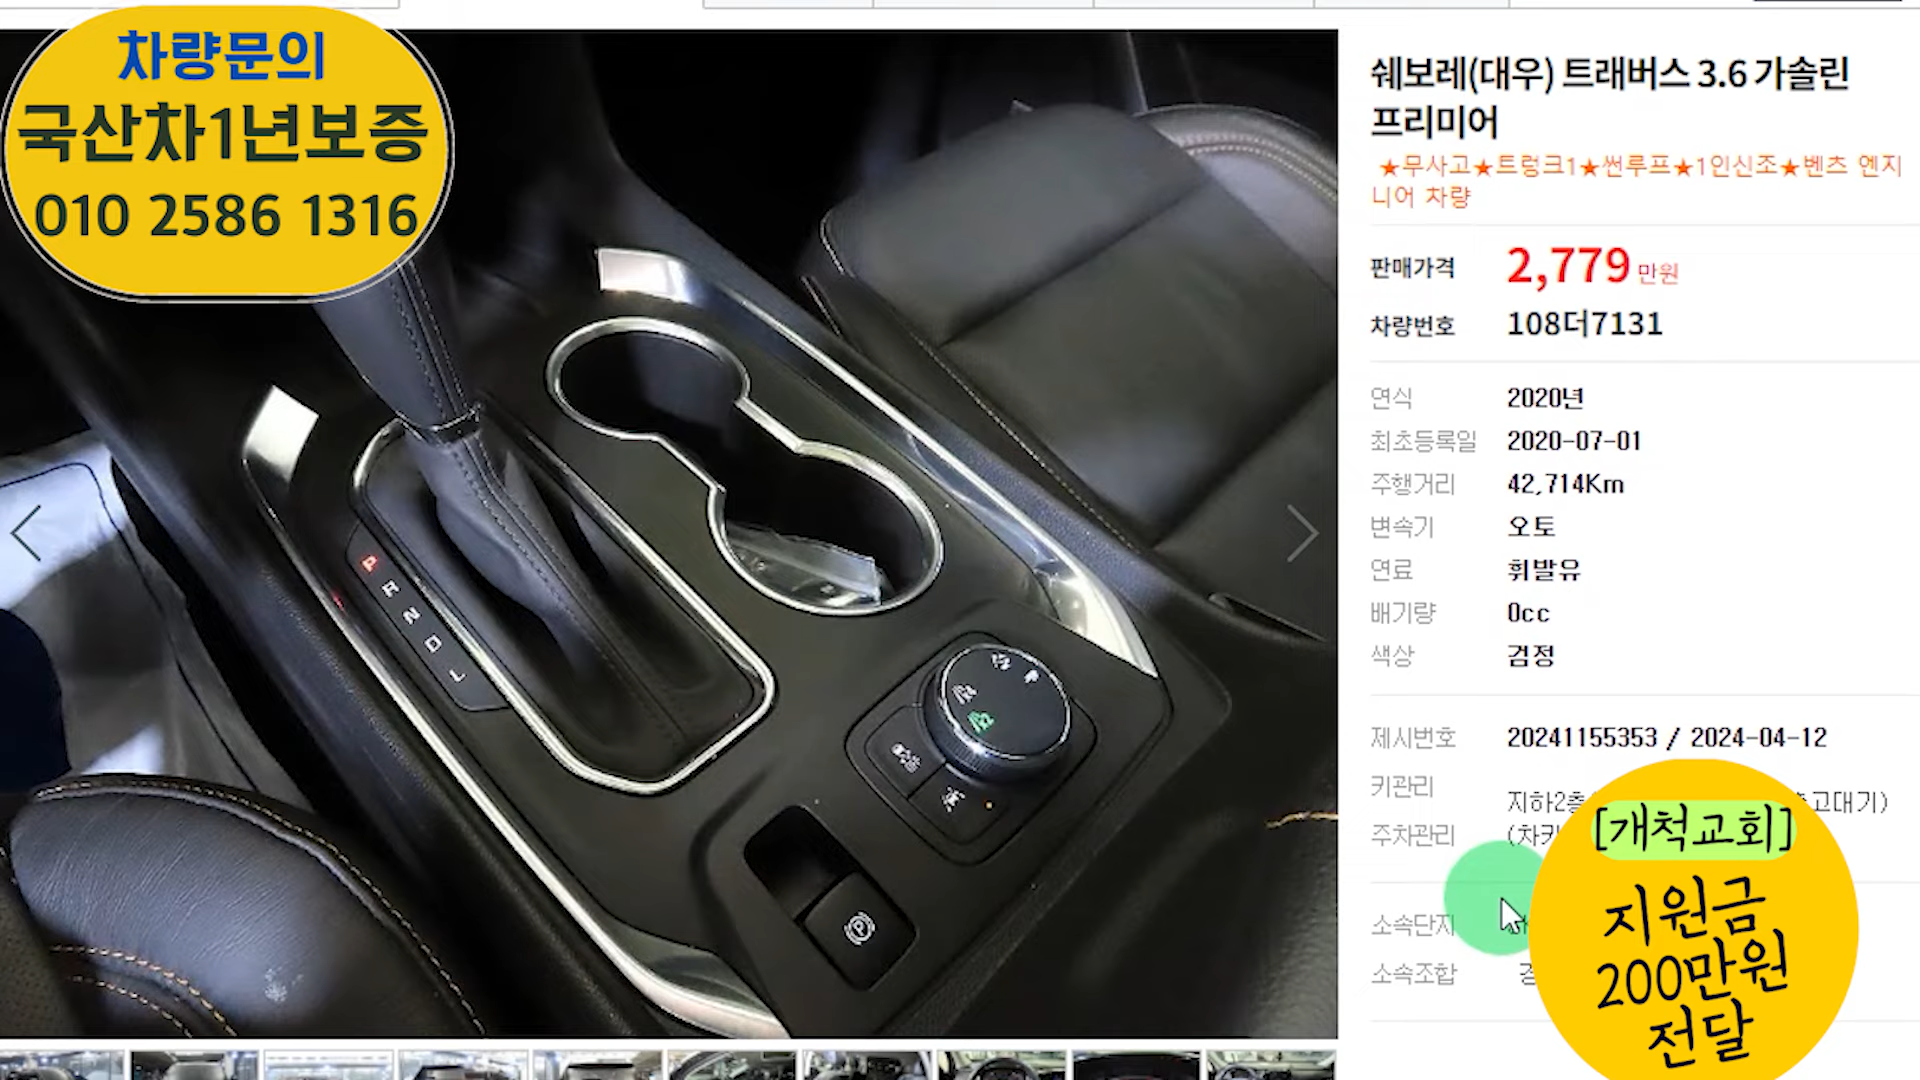 차량문의
국산차1년보증
010 2586 1316
P
R
N
D
L
쉐보레(대우) 트래버스 3.6 가솔린
프리미어
★무사고★트렁크1★썬루프★1인신조★벤츠 엔지
니어 차량
판매가격 2,779 만원
차량번호 108더7131
연식 2020년
최초등록일 2020-07-01
주행거리 42,714Km
변속기 오토
연료 휘발유
배기량 0cc
색상 검정
제시번호 20241155353 / 2024-04-12
키관리 지하2층
고대기)
주차관리
소속단지
소속조합
[개척교회]
지원금
200만원
전달